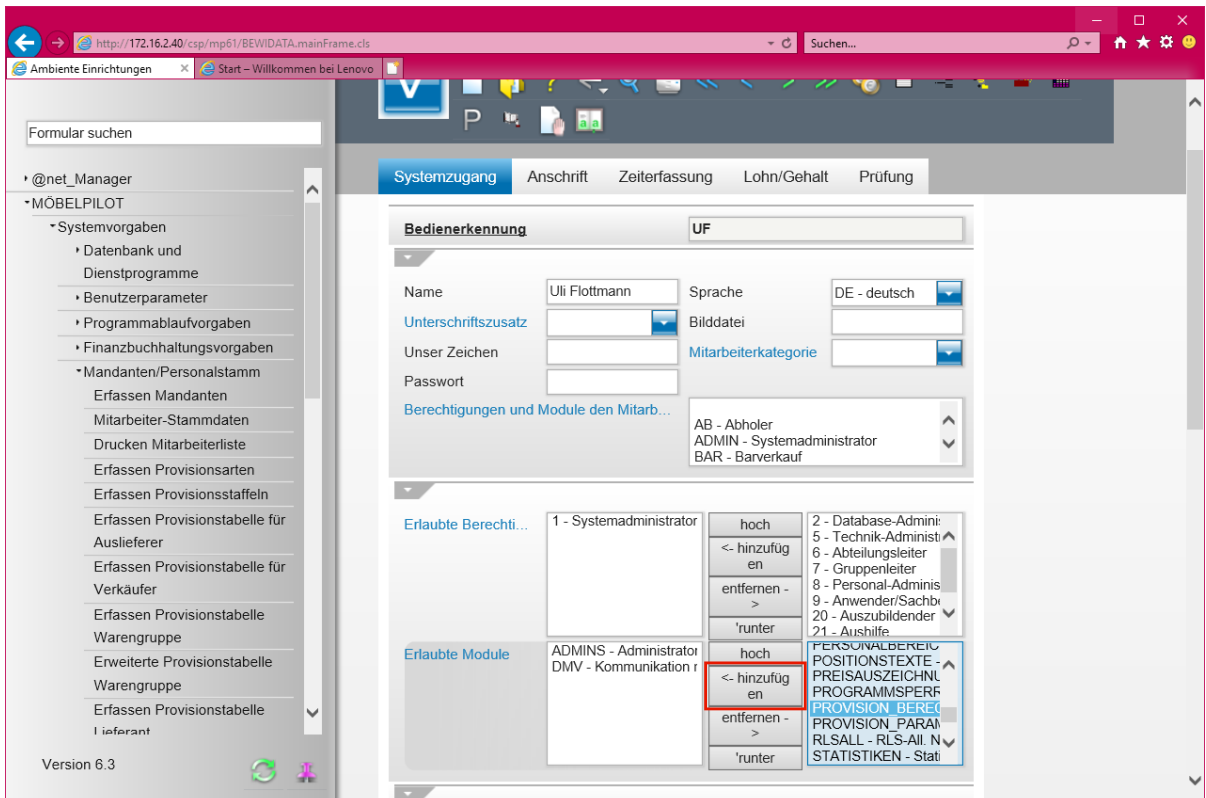 http://172.16.2.40/csp/mp61/BEWIDATA.mainFrame.cls
Suchen...
Ambiente Einrichtungen
Start – Willkommen bei Lenovo
Formular suchen
@net_Manager
MÖBELPILOT
Systemvorgaben
Datenbank und
Dienstprogramme
Benutzerparameter
Programmablaufvorgaben
Finanzbuchhaltungsvorgaben
Mandanten/Personalstamm
Erfassen Mandanten
Mitarbeiter-Stammdaten
Drucken Mitarbeiterliste
Erfassen Provisionsarten
Erfassen Provisionsstaffeln
Erfassen Provisionstabelle für
Auslieferer
Erfassen Provisionstabelle für
Verkäufer
Erfassen Provisionstabelle
Warengruppe
Erweiterte Provisionstabelle
Warengruppe
Erfassen Provisionstabelle
Lieferant
Version 6.3
V
P
a a
Systemzugang Anschrift Zeiterfassung Lohn/Gehalt Prüfung
Bedienerkennung UF
Name Uli Flottmann Sprache DE - deutsch
Unterschriftszusatz Bilddatei
Unser Zeichen Mitarbeiterkategorie
Passwort
Berechtigungen und Module den Mitarb...
AB - Abholer
ADMIN - Systemadministrator
BAR - Barverkauf
Erlaubte Berechti...
1 - Systemadministrator
hoch
<- hinzufüg
en
entfernen -
>
'runter
2 - Database-Adminis
5 - Technik-Administr
6 - Abteilungsleiter
7 - Gruppenleiter
8 - Personal-Adminis
9 - Anwender/Sachbe
20 - Auszubildender
21 - Aushilfe
Erlaubte Module
ADMINS - Administrator
DMV - Kommunikation r
hoch
<- hinzufüg
en
entfernen -
>
'runter
PERSONALBEREIC
POSITIONSTEXTE -
PREISAUSZEICHNU
PROGRAMMSPERR
PROVISION_BEREC
PROVISION_PARAM
RLSALL - RLS-All. N
STATISTIKEN - Stati